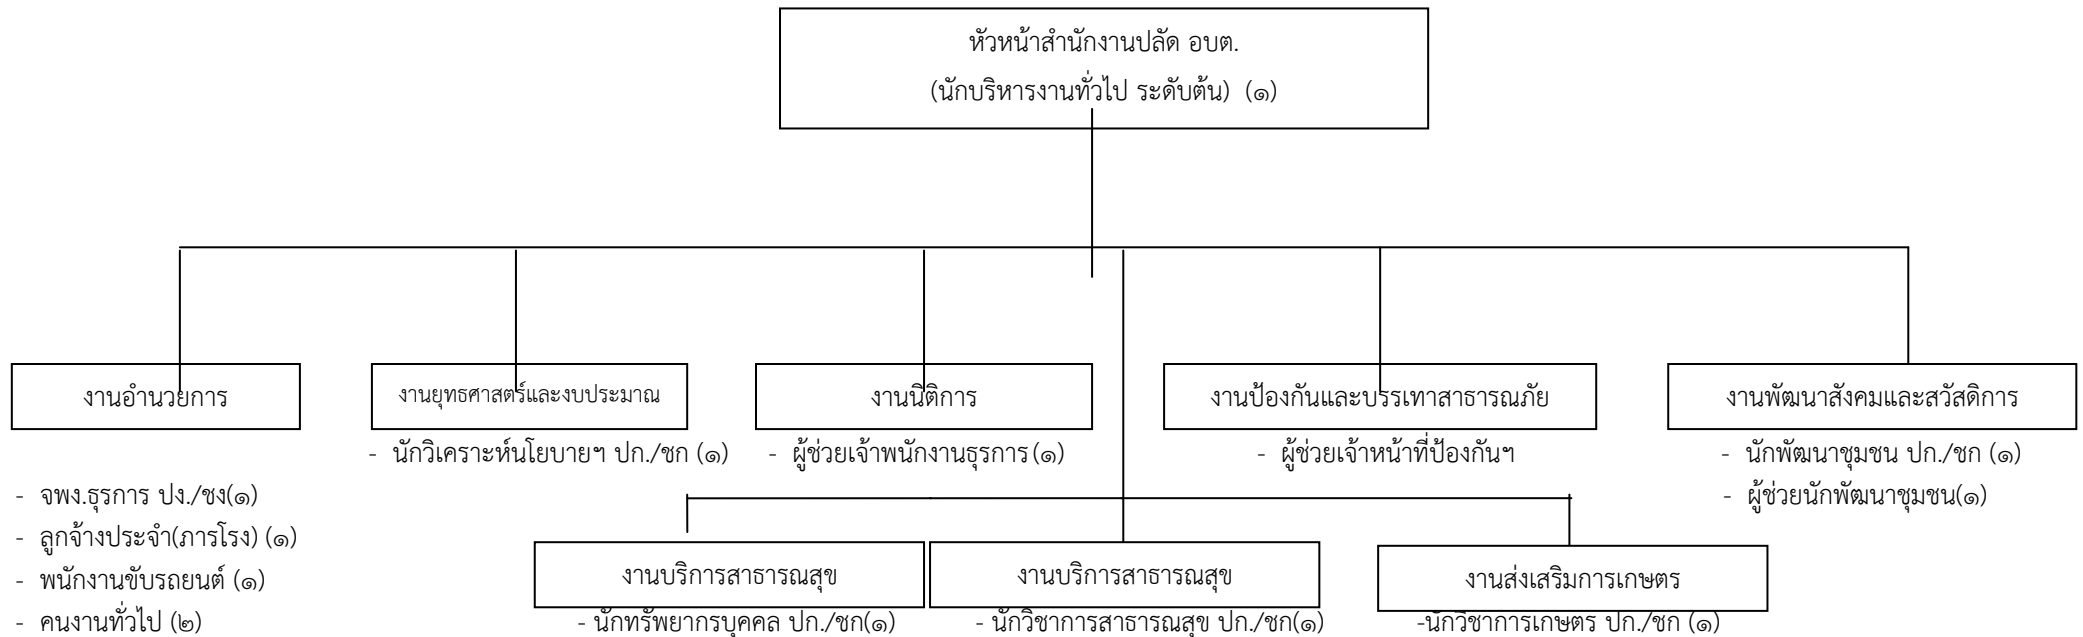 หัวหน้าสำนักงานปลัด อบต.
(นักบริหารงานทั่วไป ระดับต้น) (๑)
งานอำนวยการ
งานยุทธศาสตร์และงบประมาณ
งานนิติการ
งานป้องกันและบรรเทาสาธารณภัย
งานพัฒนาสังคมและสวัสดิการ
- นักวิเคราะห์นโยบายฯ ปก./ชก (๑)
- ผู้ช่วยเจ้าพนักงานธุรการ(๑)
- ผู้ช่วยเจ้าหน้าที่ป้องกันฯ
- นักพัฒนาชุมชน ปก./ชก (๑)
- ผู้ช่วยนักพัฒนาชุมชน(๑)
- จพง.ธุรการ ปง./ชง(๑)
- ลูกจ้างประจำ(ภารโรง) (๑)
- พนักงานขับรถยนต์ (๑)
- คนงานทั่วไป (๒)
งานบริการสาธารณสุข
- นักทรัพยากรบุคคล ปก./ชก(๑)
งานบริการสาธารณสุข
- นักวิชาการสาธารณสุข ปก./ชก(๑)
งานส่งเสริมการเกษตร
-นักวิชาการเกษตร ปก./ชก (๑)